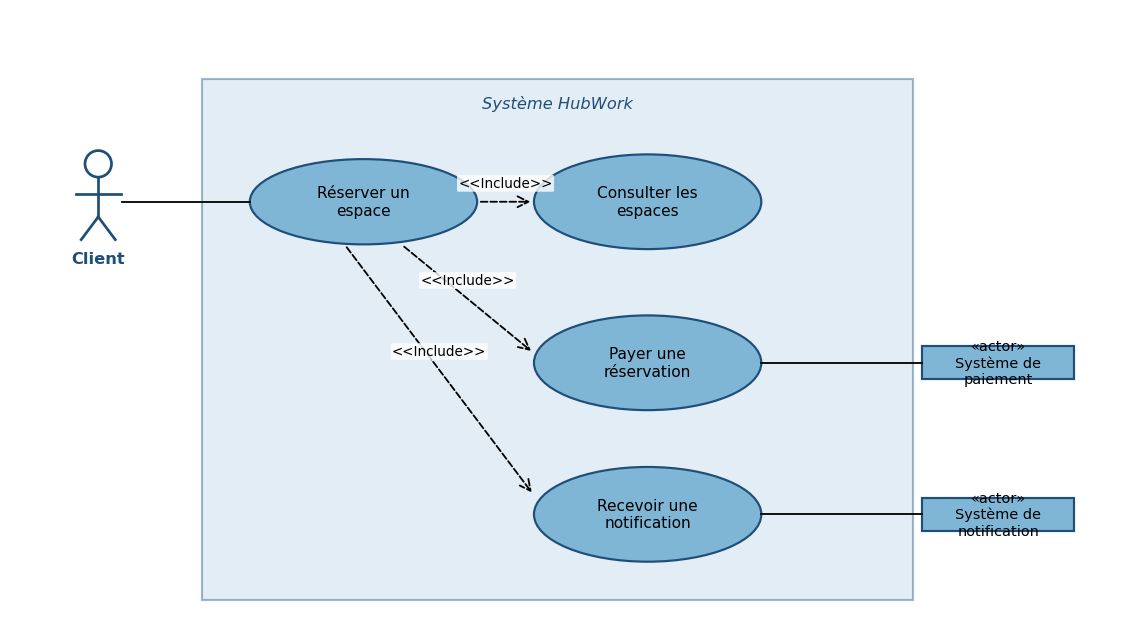 Système HubWork
Réserver un
espace
<<Include>>
Consulter les
espaces
Client
<<Include>>
<<Include>>
Payer une
réservation
«actor»
Système de
paiement
Recevoir une
notification
«actor»
Système de
notification